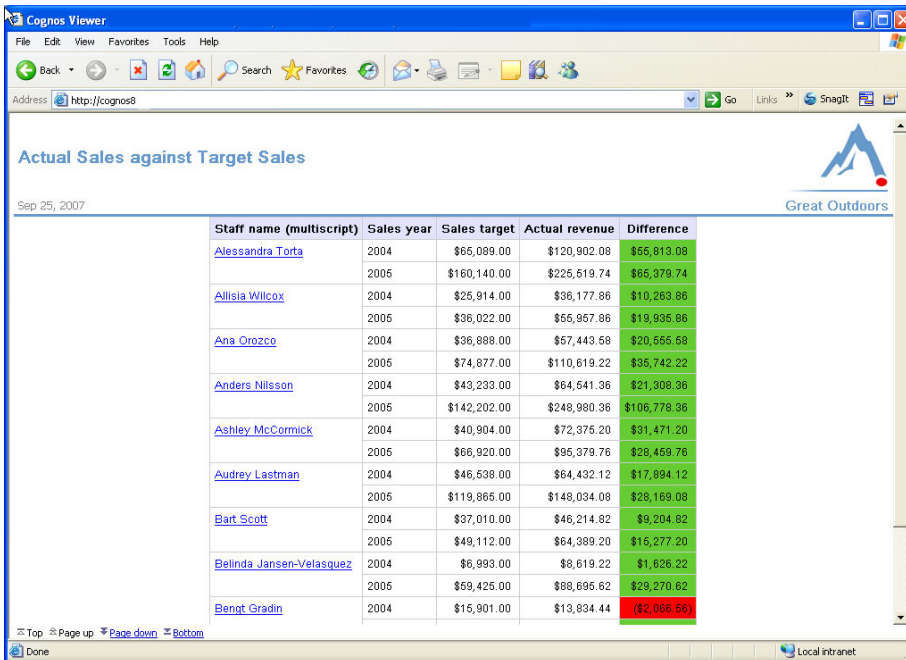 Cognos Viewer
File Edit View Favorites Tools Help
Back Search Favorites
Address http://cognos8 Go Links » SnagIt
Actual Sales against Target Sales
Sep 25, 2007 Great Outdoors
Staff name (multiscript) Sales year Sales target Actual revenue Difference
Alessandra Torta 2004 $65,089.00 $120,902.08 $55,813.08
2005 $160,140.00 $225,519.74 $65,379.74
Allisia Wilcox 2004 $25,914.00 $36,177.86 $10,263.86
2005 $36,022.00 $55,957.86 $19,935.86
Ana Orozco 2004 $36,888.00 $57,443.58 $20,555.58
2005 $74,877.00 $110,619.22 $35,742.22
Anders Nilsson 2004 $43,233.00 $64,541.36 $21,308.36
2005 $142,202.00 $248,980.36 $106,778.36
Ashley McCormick 2004 $40,904.00 $72,375.20 $31,471.20
2005 $66,920.00 $95,379.76 $28,459.76
Audrey Lastman 2004 $46,538.00 $64,432.12 $17,894.12
2005 $119,865.00 $148,034.08 $28,169.08
Bart Scott 2004 $37,010.00 $46,214.82 $9,204.82
2005 $49,112.00 $64,389.20 $15,277.20
Belinda Jansen-Velasquez 2004 $6,993.00 $8,619.22 $1,626.22
2005 $59,425.00 $88,695.62 $29,270.62
Bengt Gradin 2004 $15,901.00 $13,834.44 ($2,066.56)
Top Page up Page down Bottom
Done Local intranet